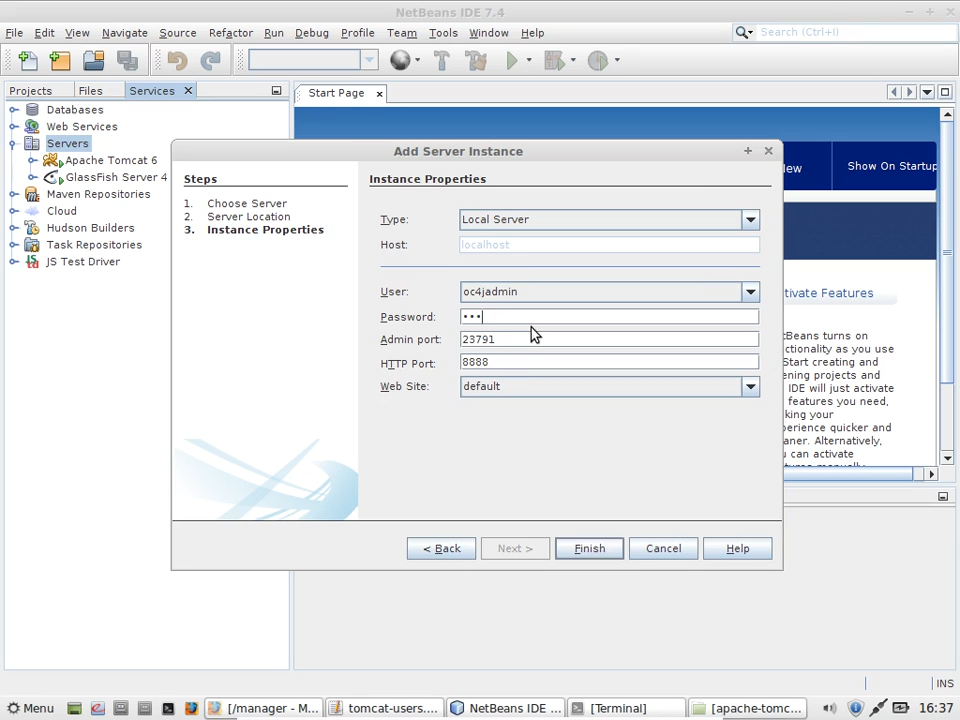 NetBeans IDE 7.4
File Edit View Navigate Source Refactor Run Debug Profile Team Tools Window Help
Search (Ctrl+I)
Projects Files Services
Start Page
Databases
Web Services
Servers
Apache Tomcat 6
GlassFish Server 4
Maven Repositories
Cloud
Hudson Builders
Task Repositories
JS Test Driver
Add Server Instance
Steps
1. Choose Server
2. Server Location
3. Instance Properties
Instance Properties
Type: Local Server
Host: localhost
User: oc4jadmin
Password: •••
Admin port: 23791
HTTP Port: 8888
Web Site: default
< Back Next > Finish Cancel Help
Show On Startup
tivate Features
tBeans turns on
ctionality as you use
Start creating and
ening projects and
IDE will just activate
features you need,
king your
perience quicker and
aner. Alternatively,
u can activate
INS
Menu
[/manager - M...
tomcat-users....
NetBeans IDE ...
[Terminal]
[apache-tomc...
16:37